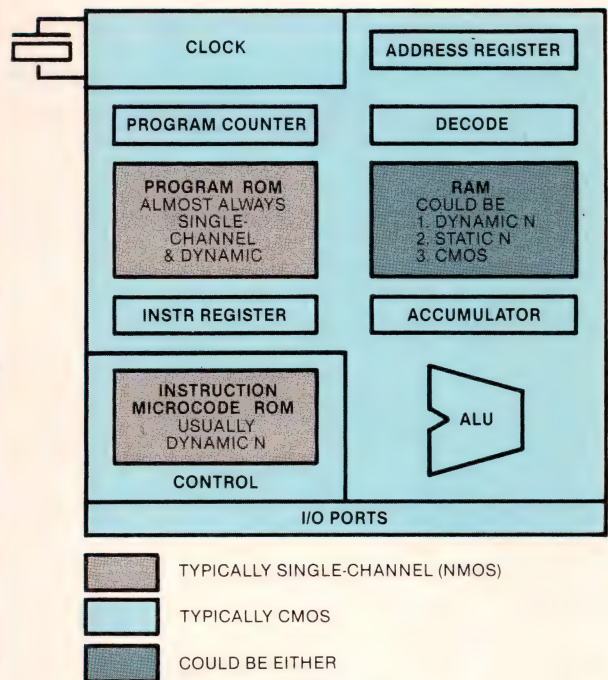 CLOCK
ADDRESS REGISTER
PROGRAM COUNTER
DECODE
PROGRAM ROM
ALMOST ALWAYS
SINGLE-
CHANNEL
& DYNAMIC
RAM
COULD BE
1. DYNAMIC N
2. STATIC N
3. CMOS
INSTR REGISTER
ACCUMULATOR
INSTRUCTION
MICROCODE ROM
USUALLY
DYNAMIC N
CONTROL
ALU
I/O PORTS
TYPICALLY SINGLE-CHANNEL (NMOS)
TYPICALLY CMOS
COULD BE EITHER